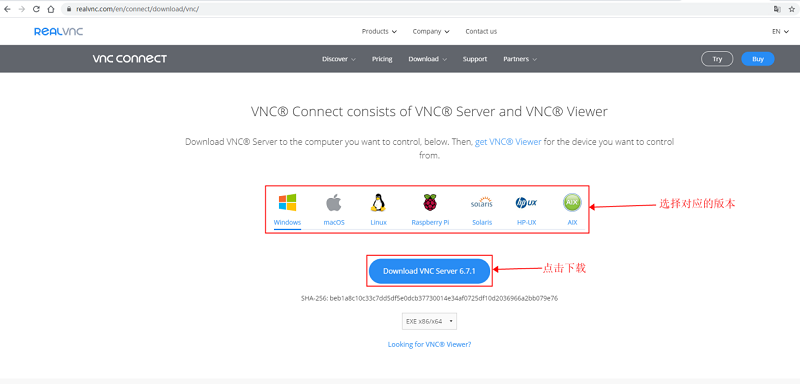 realvnc.com/en/connect/download/vnc/
REALVNC
Products
Company
Contact us
EN
VNC CONNECT
Discover
Pricing
Download
Support
Partners
Try
Buy
VNC® Connect consists of VNC® Server and VNC® Viewer
Download VNC® Server to the computer you want to control, below. Then, get VNC® Viewer for the device you want to control
from.
solaris
HP UX
AIX
Windows
macOS
Linux
Raspberry Pi
Solaris
HP-UX
AIX
选择对应的版本
Download VNC Server 6.7.1
点击下载
SHA-256: beb1a8c10c33c7dd5df5e0dcb37730014e34af0725df10d2036966a2bb079e76
EXE x86/x64
Looking for VNC® Viewer?